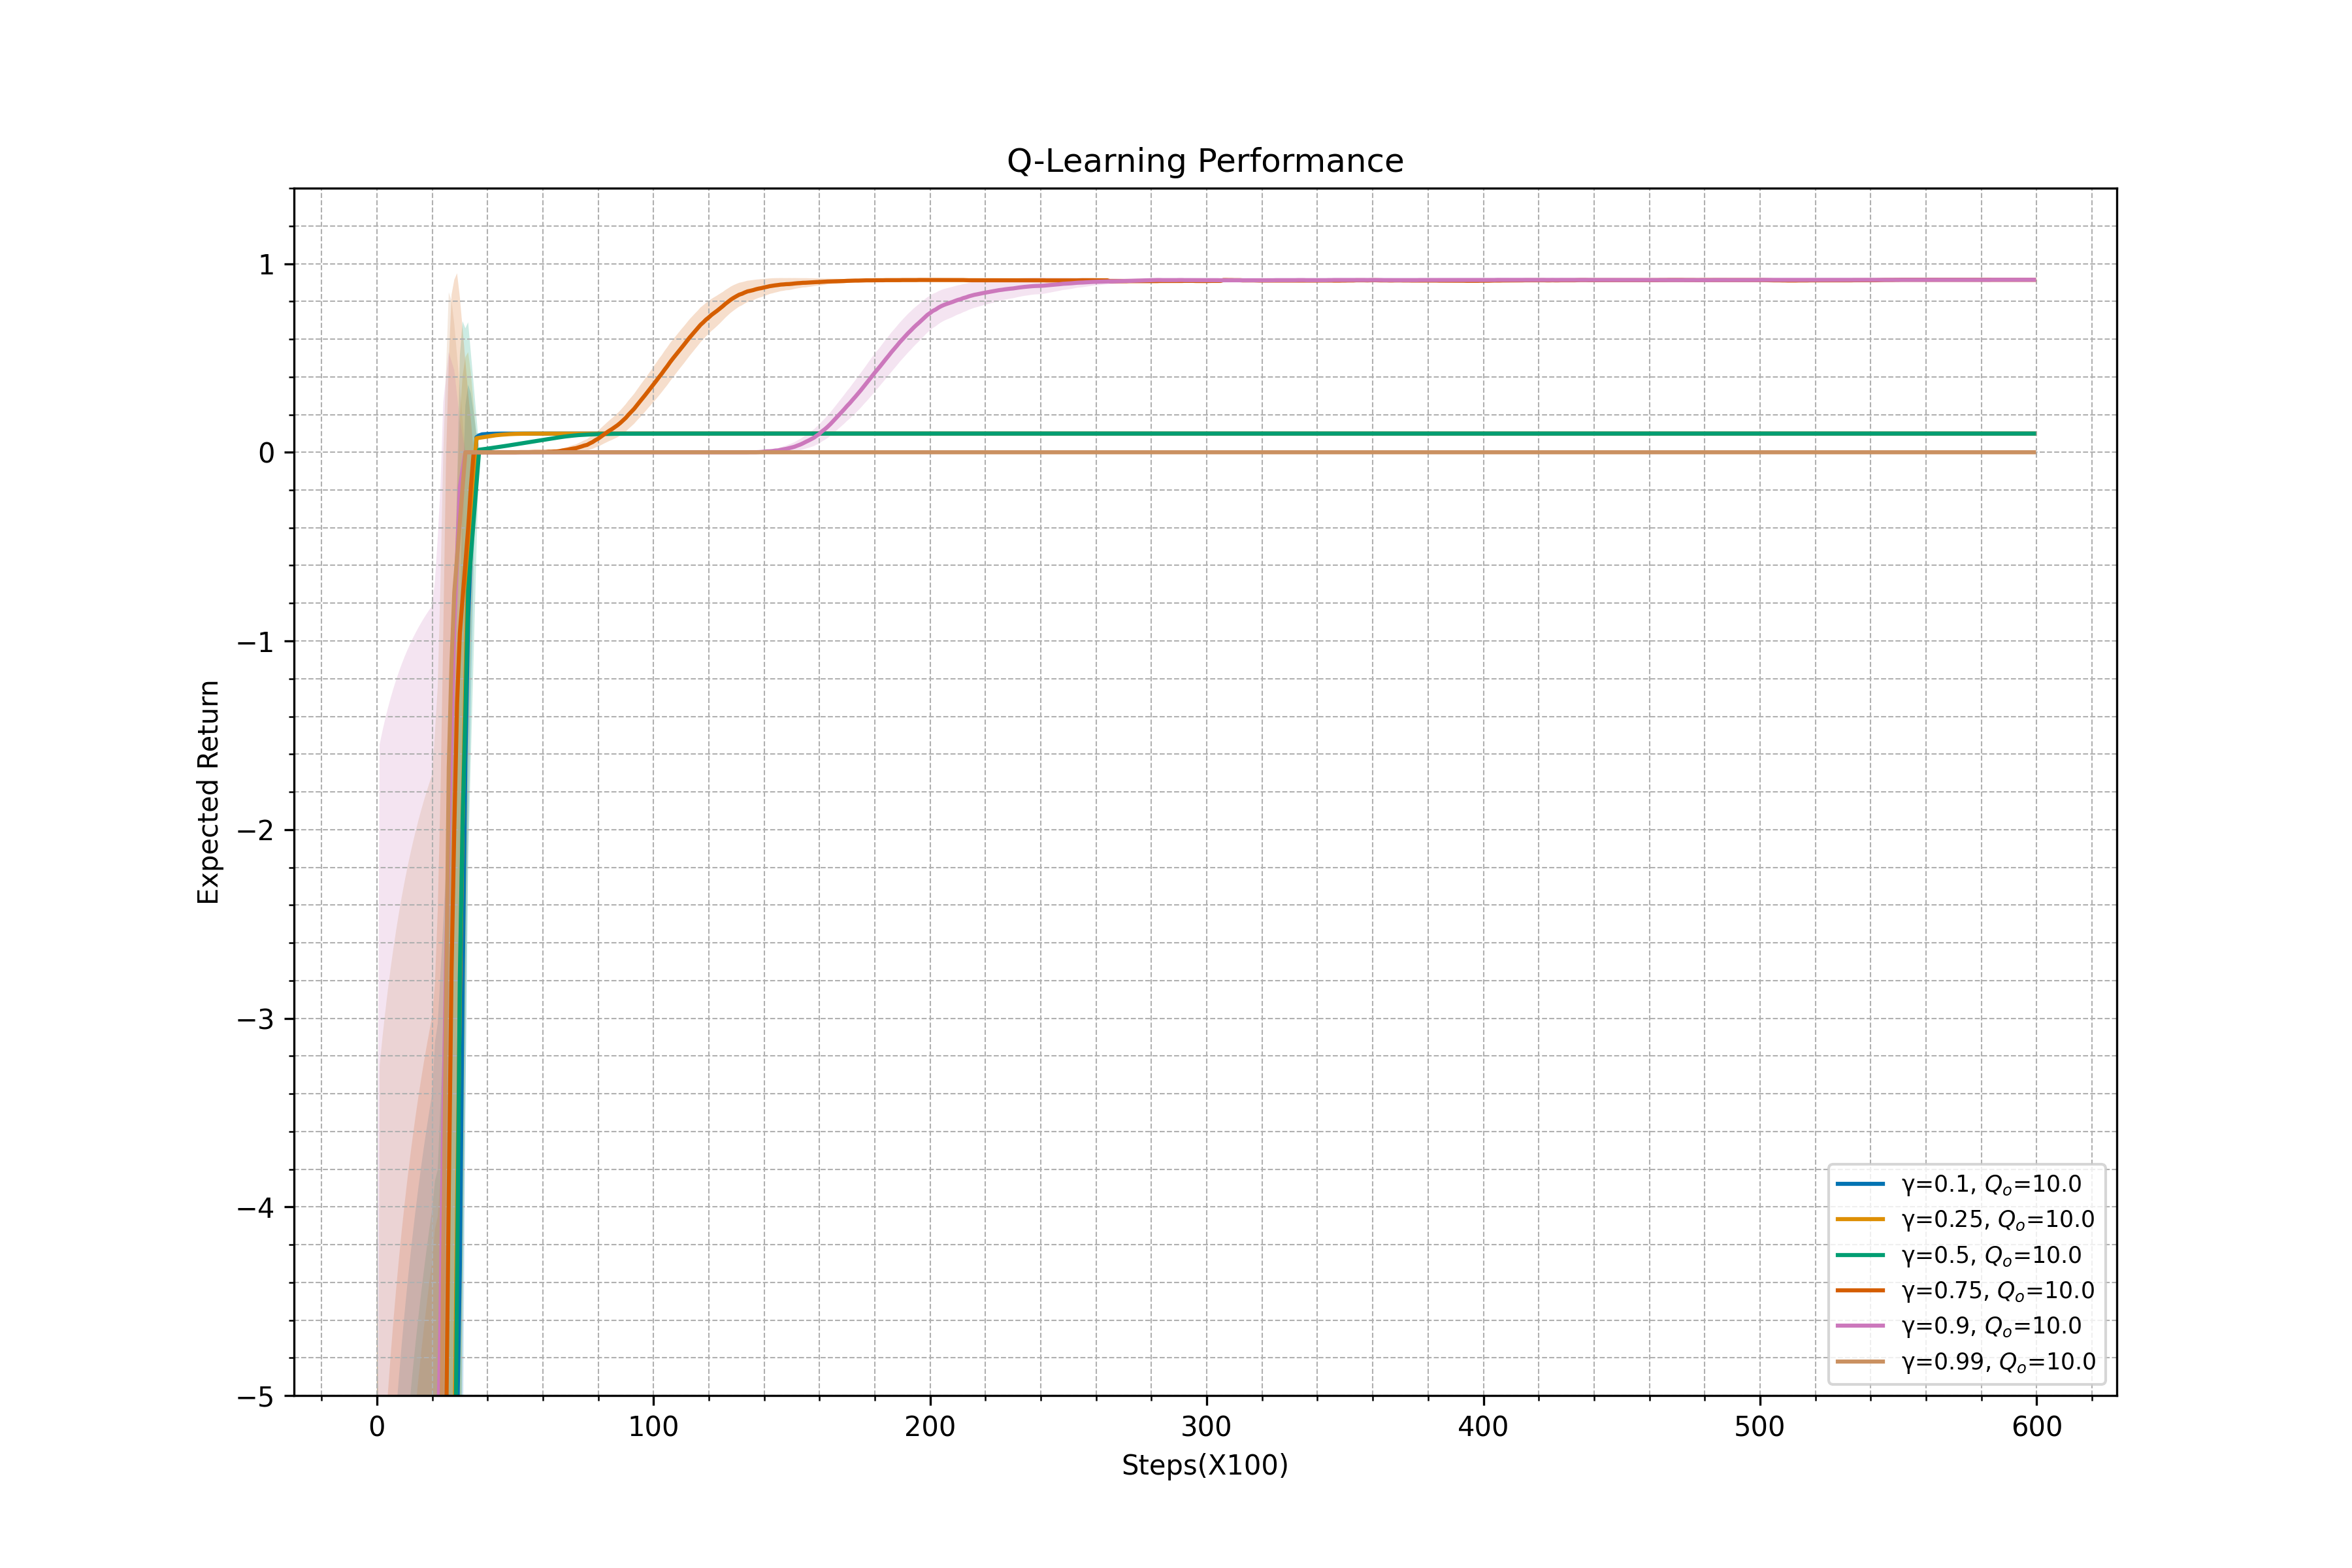 Q-Learning Performance
Expected Return
1
0
−1
−2
−3
−4
−5
0 100 200 300 400 500 600
Steps(X100)
γ=0.1, Qo=10.0
γ=0.25, Qo=10.0
γ=0.5, Qo=10.0
γ=0.75, Qo=10.0
γ=0.9, Qo=10.0
γ=0.99, Qo=10.0